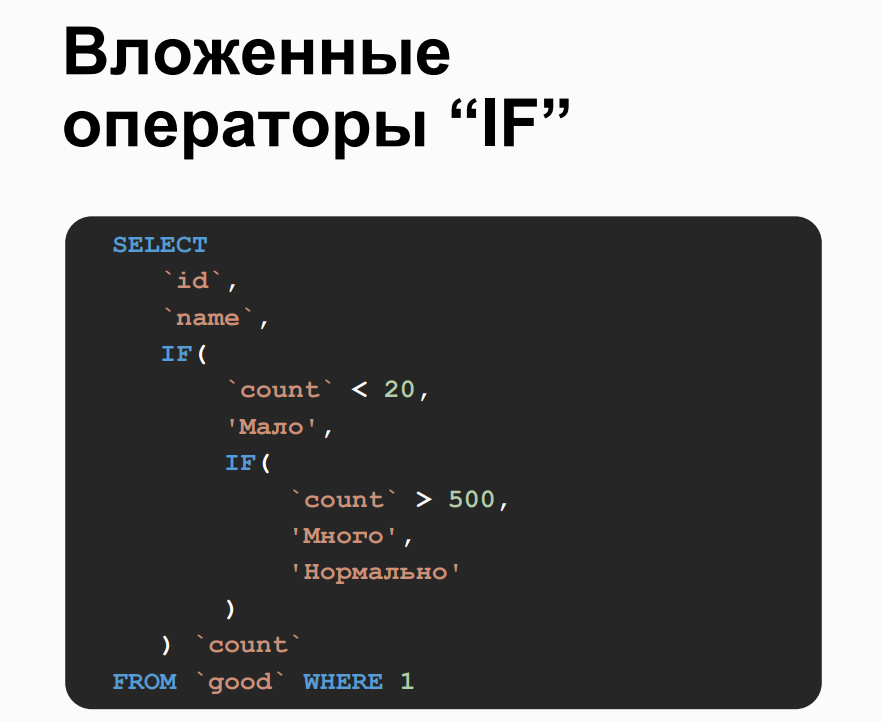 Вложенные
операторы “IF”
SELECT
`id`,
`name`,
IF(
`count` < 20,
'Мало',
IF(
`count` > 500,
'Много',
'Нормально'
)
) `count`
FROM `good` WHERE 1